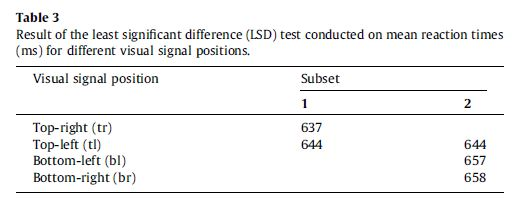 Table 3
Result of the least significant difference (LSD) test conducted on mean reaction times
(ms) for different visual signal positions.
Visual signal position Subset
1 2
Top-right (tr) 637
Top-left (tl) 644 644
Bottom-left (bl) 657
Bottom-right (br) 658